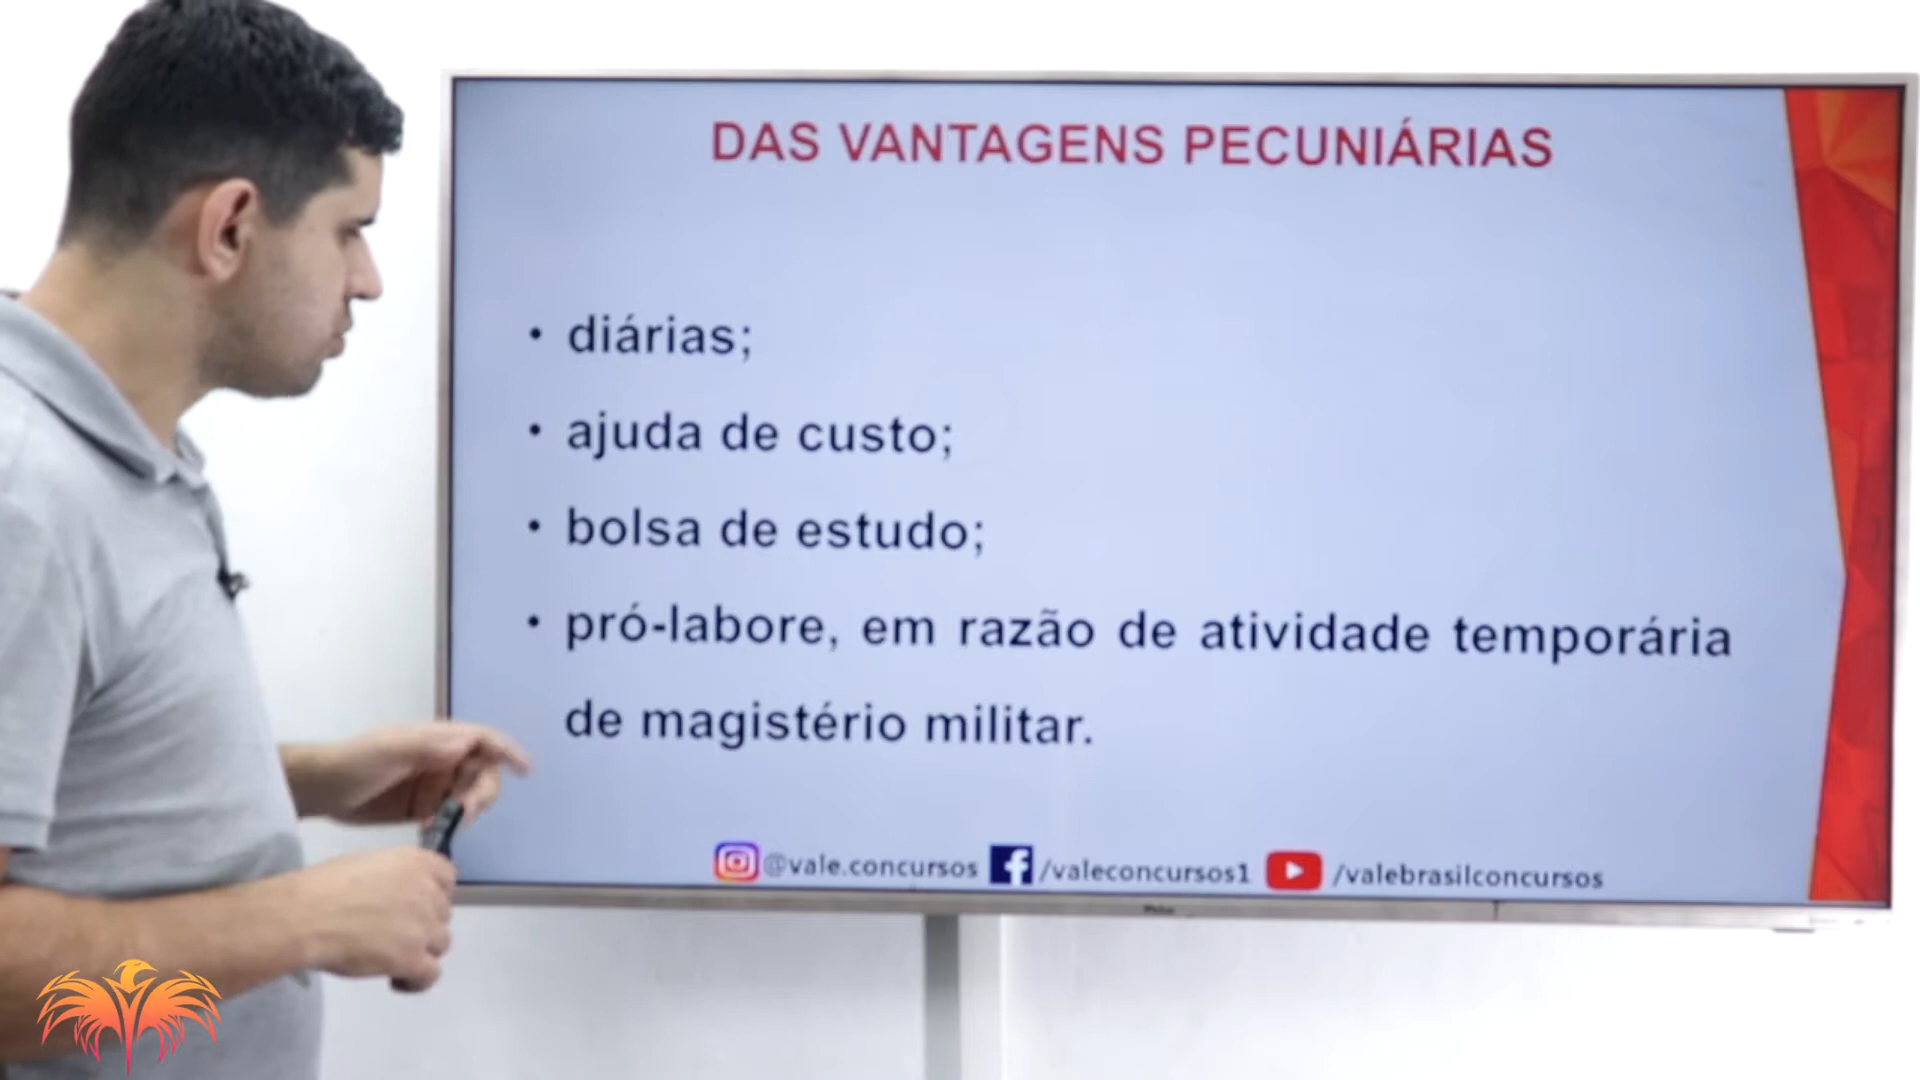 DAS VANTAGENS PECUNIÁRIAS
• diárias;
• ajuda de custo;
• bolsa de estudo;
• pró-labore, em razão de atividade temporária
de magistério militar.
@vale.concursos /valeconcursos1 /valebrasilconcursos